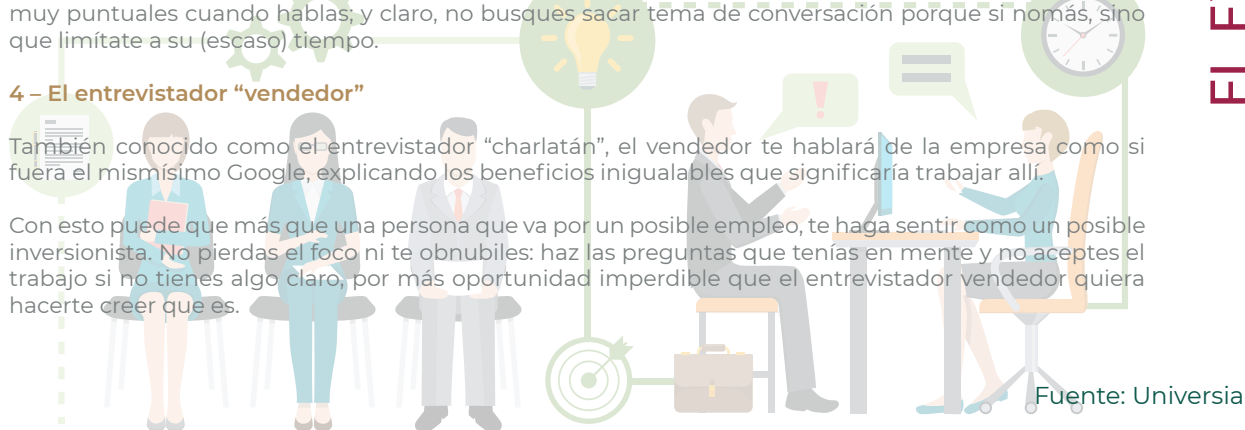 muy puntuales cuando hablas; y claro, no busques sacar tema de conversación porque si nomás, sino
que limítate a su (escaso) tiempo.
4 – El entrevistador “vendedor”
También conocido como el entrevistador “charlatán”, el vendedor te hablará de la empresa como si
fuera el mismísimo Google, explicando los beneficios inigualables que significaría trabajar allí.
Con esto puede que más que una persona que va por un posible empleo, te haga sentir como un posible
inversionista. No pierdas el foco ni te obnubiles: haz las preguntas que tenías en mente y no aceptes el
trabajo si no tienes algo claro, por más oportunidad imperdible que el entrevistador vendedor quiera
hacerte creer que es.
Fuente: Universia